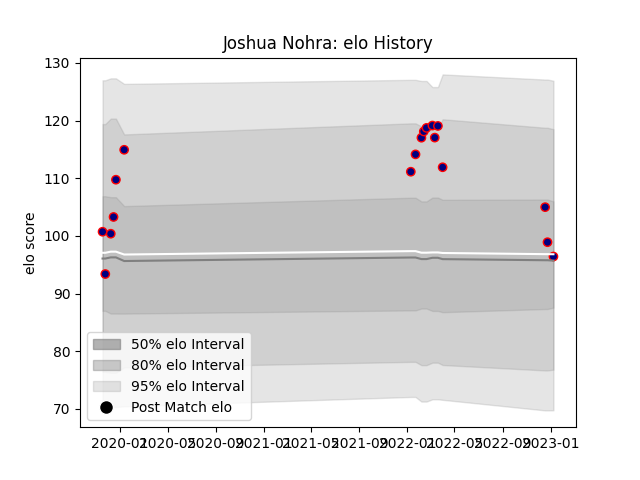 Joshua Nohra: elo History
elo score
130
120
110
100
90
80
70
50% elo Interval
80% elo Interval
95% elo Interval
Post Match elo
2020-01
2020-05
2020-09
2021-01
2021-05
2021-09
2022-01
2022-05
2022-09
2023-01